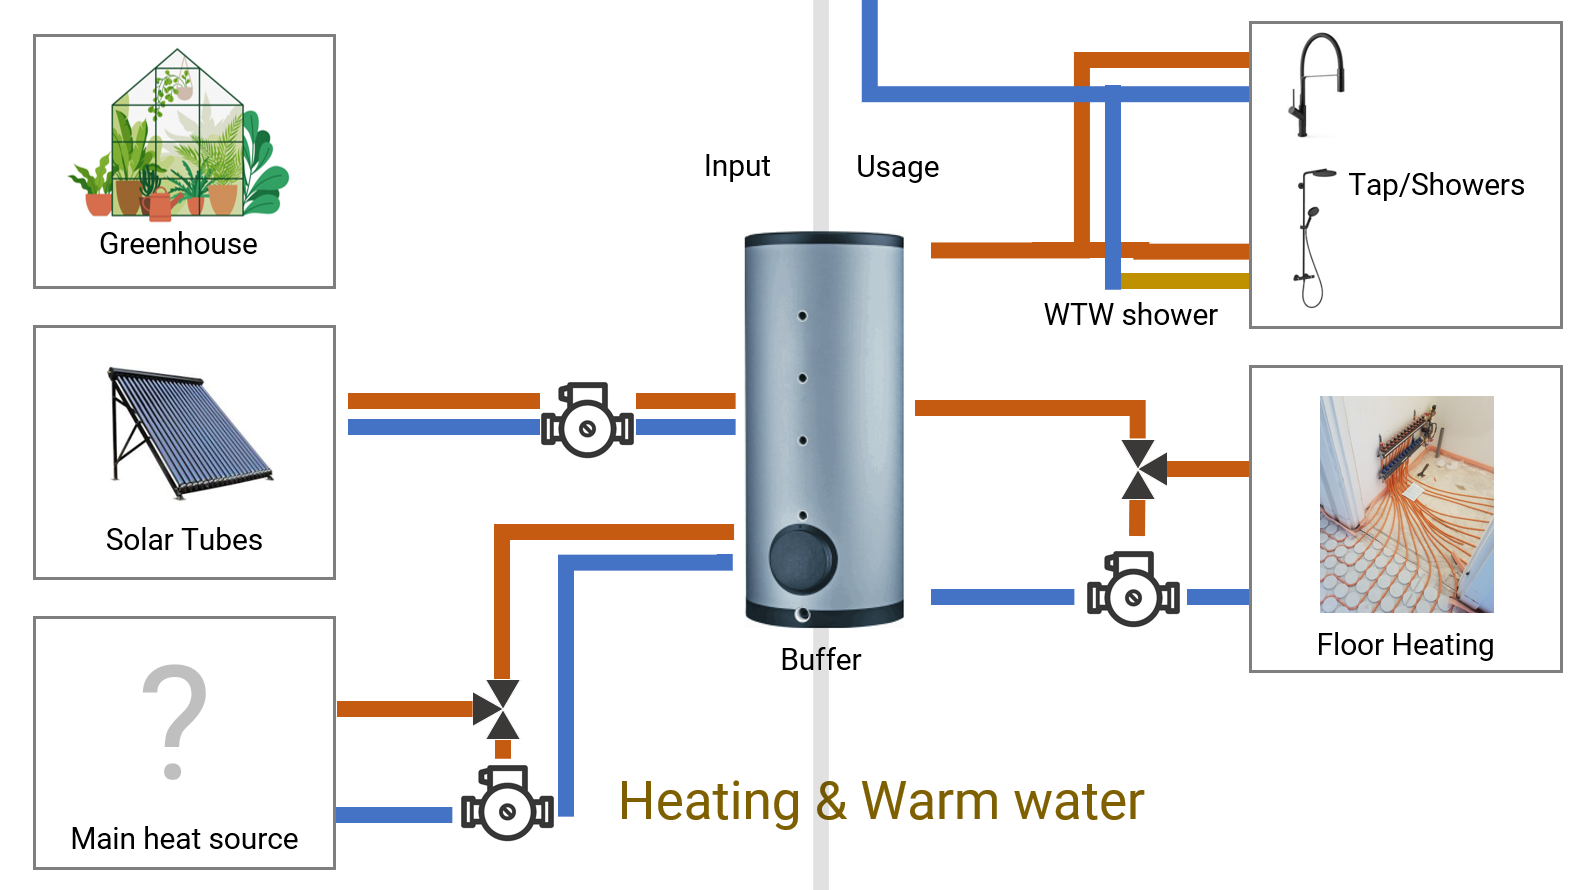 Greenhouse
Input
Usage
Tap/Showers
WTW shower
Solar Tubes
Buffer
Floor Heating
?
Main heat source
Heating & Warm water